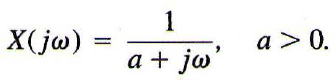 X(jω) = 1/(a + jω), a > 0.